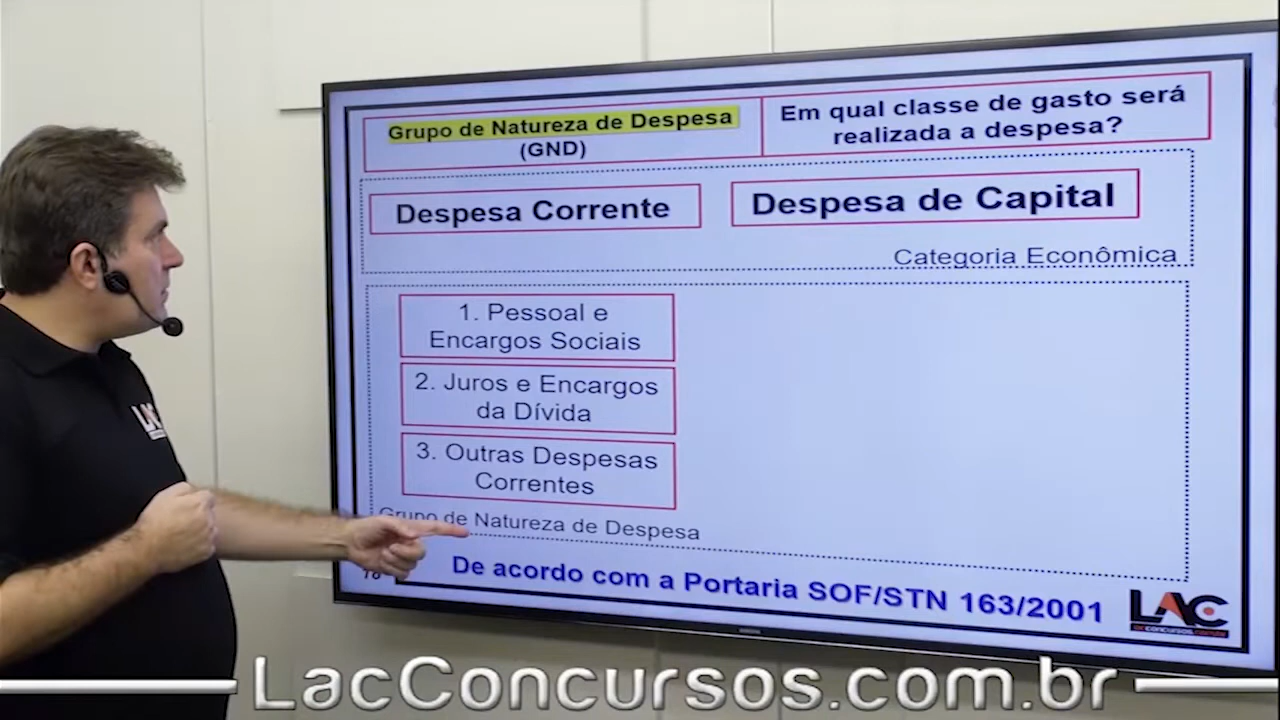 Grupo de Natureza de Despesa
(GND)
Em qual classe de gasto será
realizada a despesa?
Despesa Corrente
Despesa de Capital
Categoria Econômica
1. Pessoal e
Encargos Sociais
2. Juros e Encargos
da Dívida
3. Outras Despesas
Correntes
Grupo de Natureza de Despesa
De acordo com a Portaria SOF/STN 163/2001
LAC
LAC
LacConcursos.com.br